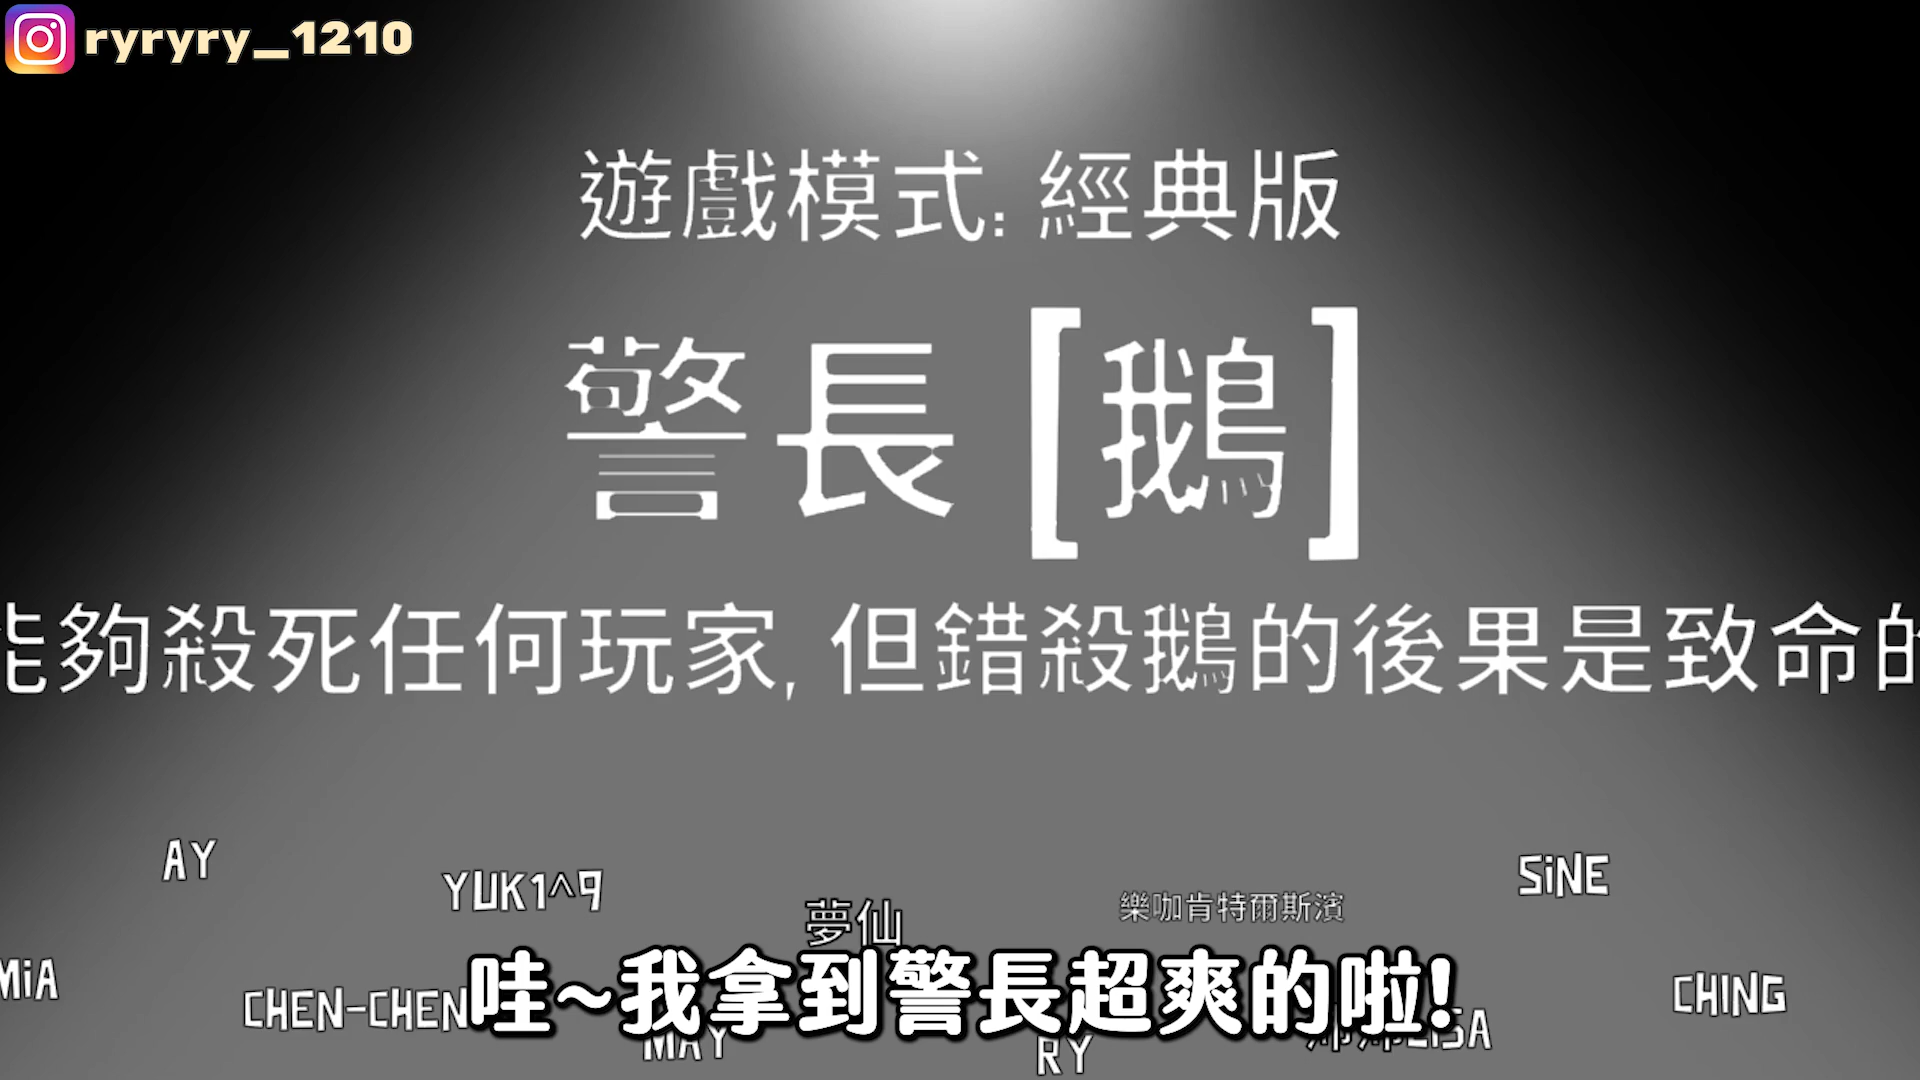 ryryry_1210
遊戲模式: 經典版
警長 [鵝]
能夠殺死任何玩家, 但錯殺鵝的後果是致命的
AY
YUK1^9
夢仙
樂咖肯特爾斯濱
SiNE
MiA
CHEN-CHEN
哇~我拿到警長超爽的啦!
CHING
MAY
RY